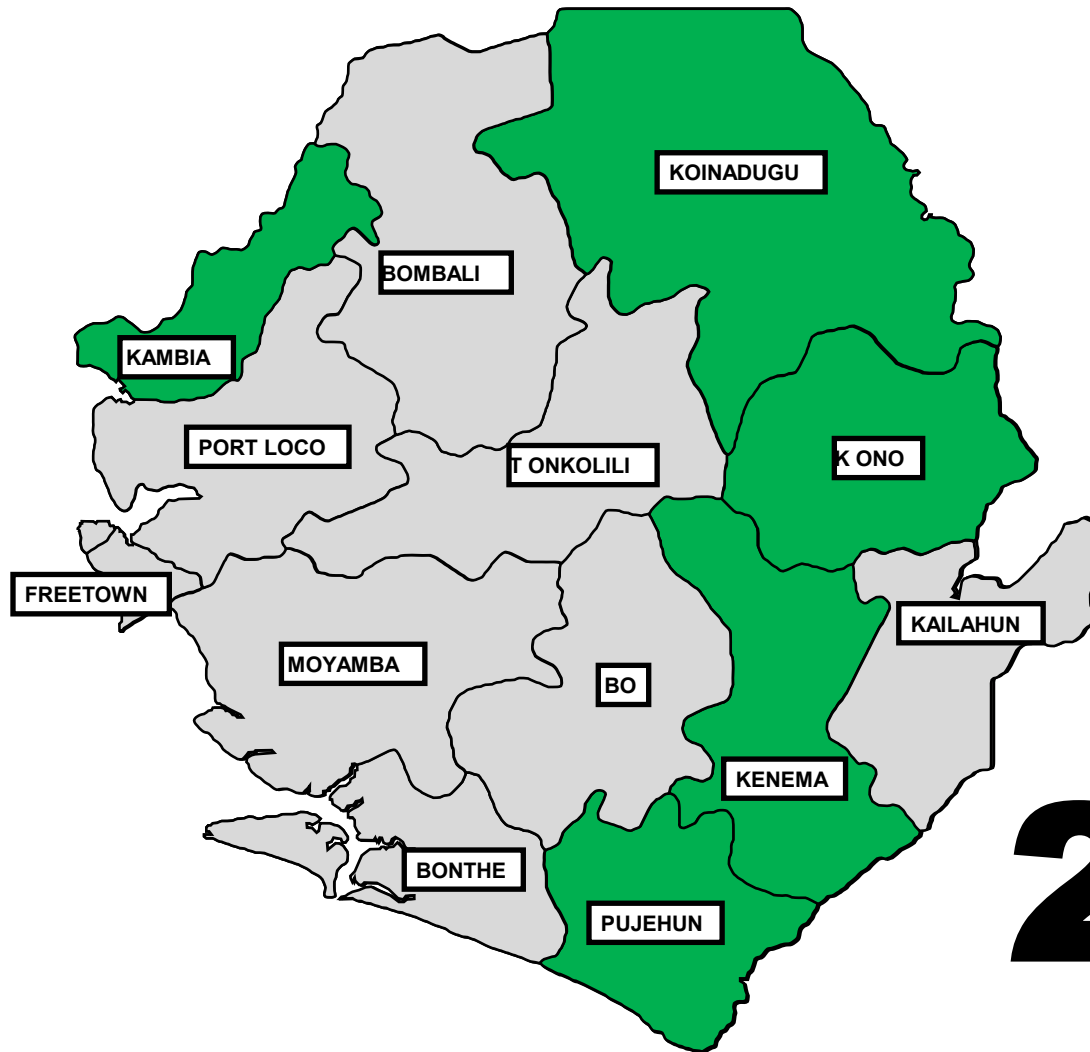 KOINADUGU
BOMBALI
KAMBIA
PORT LOCO
T ONKOLILI
K ONO
FREETOWN
KAILAHUN
MOYAMBA
BO
KENEMA
2
BONTHE
PUJEHUN